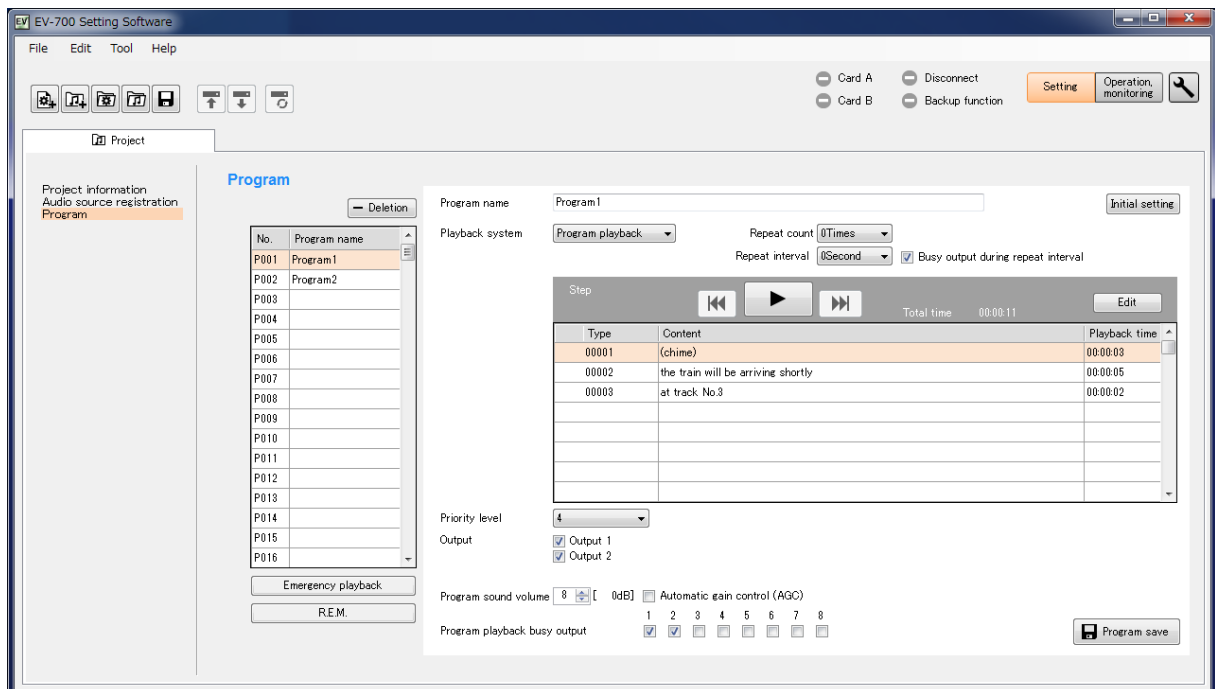 EV EV-700 Setting Software
File Edit Tool Help
Card A Disconnect
Card B Backup function
Setting
Operation, monitoring
Project
Project information
Audio source registration
Program
Program
Deletion
No. Program name
P001 Program1
P002 Program2
P003
P004
P005
P006
P007
P008
P009
P010
P011
P012
P013
P014
P015
P016
Emergency playback
R.E.M.
Program name Program1 Initial setting
Playback system Program playback Repeat count 0Times
Repeat interval 0Second Busy output during repeat interval
Step
Total time 00:00:11
Edit
Type Content Playback time
00001 (chime) 00:00:03
00002 the train will be arriving shortly 00:00:05
00003 at track No.3 00:00:02
Priority level 4
Output Output 1
Output 2
Program sound volume 8 [ 0dB] Automatic gain control (AGC)
1 2 3 4 5 6 7 8
Program playback busy output
Program save